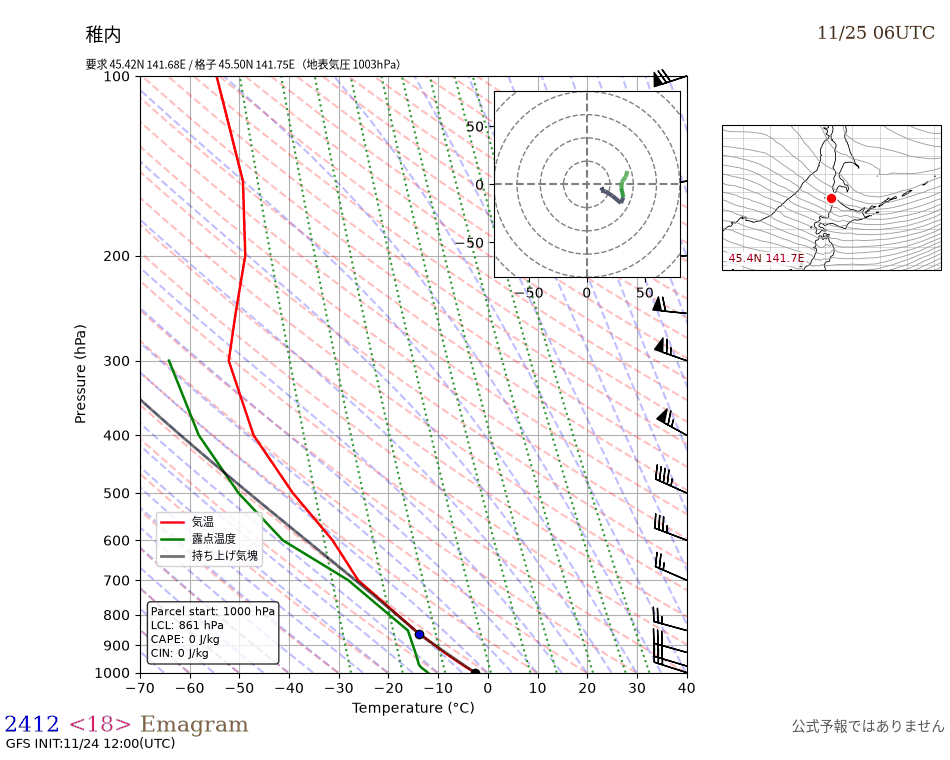 稚内
11/25 06UTC
要求 45.42N 141.68E / 格子 45.50N 141.75E（地表気圧 1003hPa）
100
200
300
400
500
600
700
800
900
1000
Pressure (hPa)
−70 −60 −50 −40 −30 −20 −10 0 10 20 30 40
Temperature (°C)
50
0
−50
−50 0 50
45.4N 141.7E
気温
露点温度
持ち上げ気塊
Parcel start: 1000 hPa
LCL: 861 hPa
CAPE: 0 J/kg
CIN: 0 J/kg
2412 <18> Emagram
公式予報ではありません
GFS INIT:11/24 12:00(UTC)